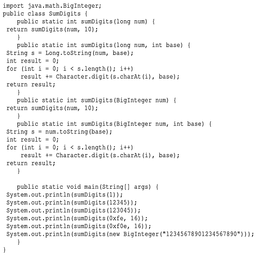 import java.math.BigInteger;
public class SumDigits {
public static int sumDigits(long num) {
return sumDigits(num, 10);
}
public static int sumDigits(long num, int base) {
String s = Long.toString(num, base);
int result = 0;
for (int i = 0; i < s.length(); i++)
result += Character.digit(s.charAt(i), base);
return result;
}
public static int sumDigits(BigInteger num) {
return sumDigits(num, 10);
}
public static int sumDigits(BigInteger num, int base) {
String s = num.toString(base);
int result = 0;
for (int i = 0; i < s.length(); i++)
result += Character.digit(s.charAt(i), base);
return result;
}
public static void main(String[] args) {
System.out.println(sumDigits(1));
System.out.println(sumDigits(12345));
System.out.println(sumDigits(123045));
System.out.println(sumDigits(0xfe, 16));
System.out.println(sumDigits(0xf0e, 16));
System.out.println(sumDigits(new BigInteger("12345678901234567890")));
}
}